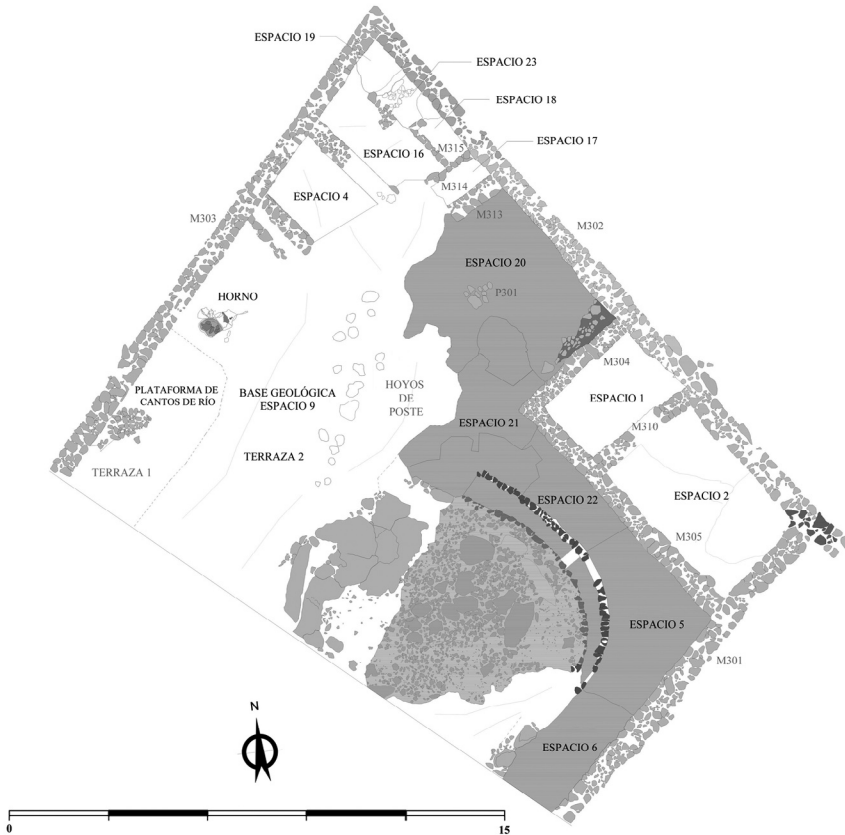 ESPACIO 19
ESPACIO 23
ESPACIO 18
ESPACIO 17
M315
ESPACIO 16
M314
ESPACIO 4
M313
M303
M302
ESPACIO 20
P301
HORNO
M304
PLATAFORMA DE
CANTOS DE RÍO
BASE GEOLÓGICA
ESPACIO 9
HOYOS
DE
POSTE
ESPACIO 1
ESPACIO 21
M310
TERRAZA 1
TERRAZA 2
ESPACIO 22
ESPACIO 2
M305
ESPACIO 5
M301
ESPACIO 6
N
0
15